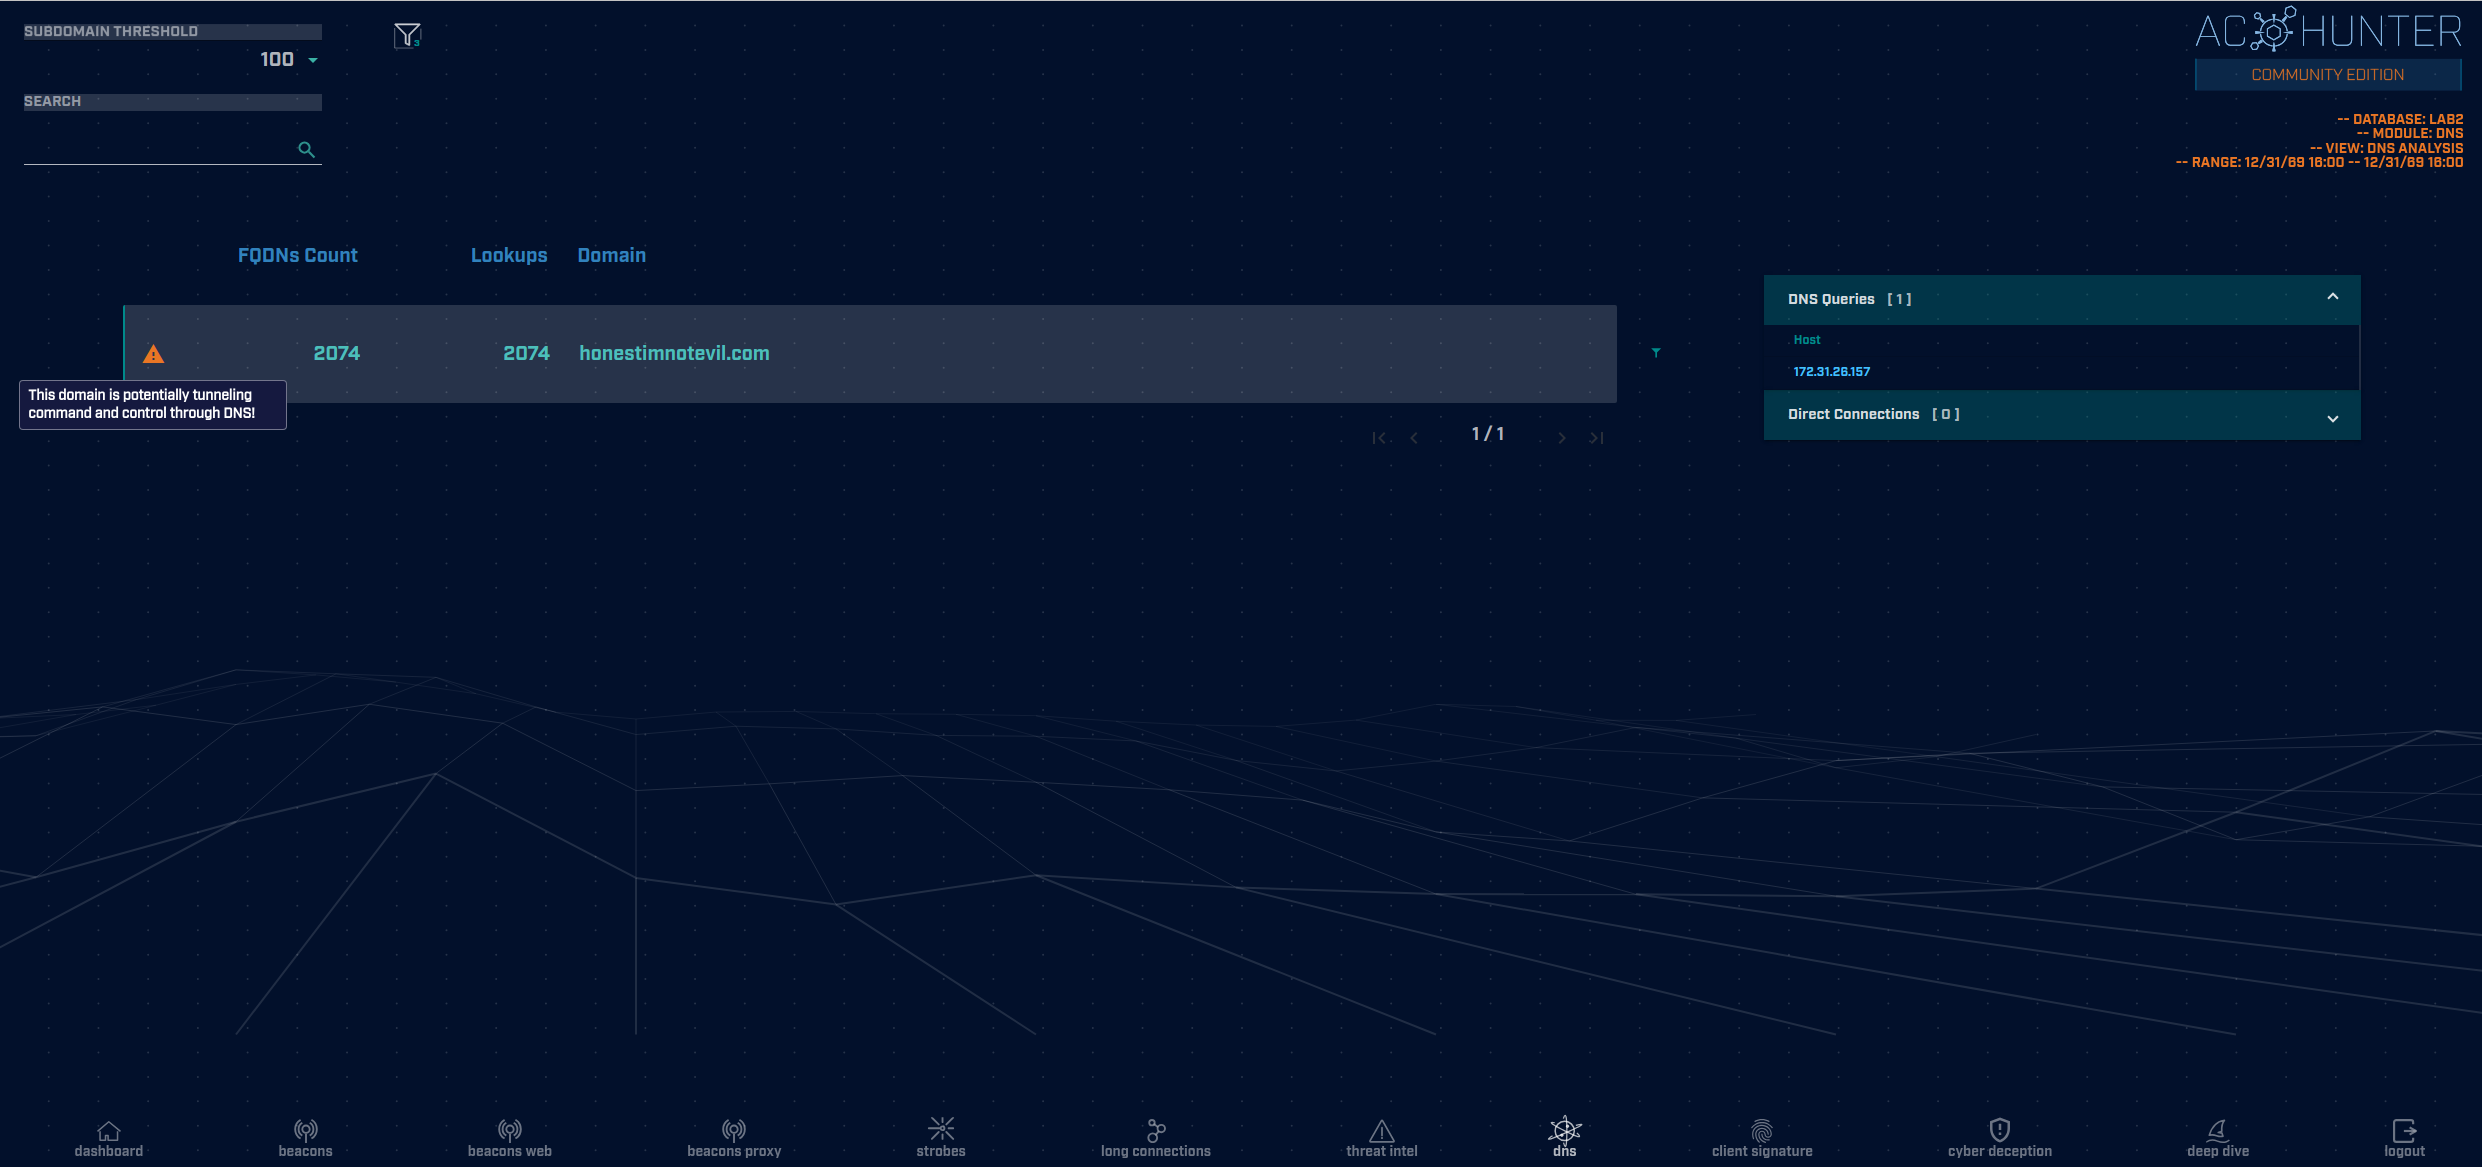 SUBDOMAIN THRESHOLD
100
3
SEARCH
AC HUNTER
COMMUNITY EDITION
-- DATABASE: LAB2
-- MODULE: DNS
-- VIEW: DNS ANALYSIS
-- RANGE: 12/31/69 16:00 -- 12/31/69 16:00
FQDNs Count Lookups Domain
2074 2074 honestimnotevil.com
This domain is potentially tunneling
command and control through DNS!
1 / 1
DNS Queries [ 1 ]
Host
172.31.26.157
Direct Connections [ 0 ]
dashboard beacons beacons web beacons proxy strobes long connections threat intel dns client signature cyber deception deep dive logout